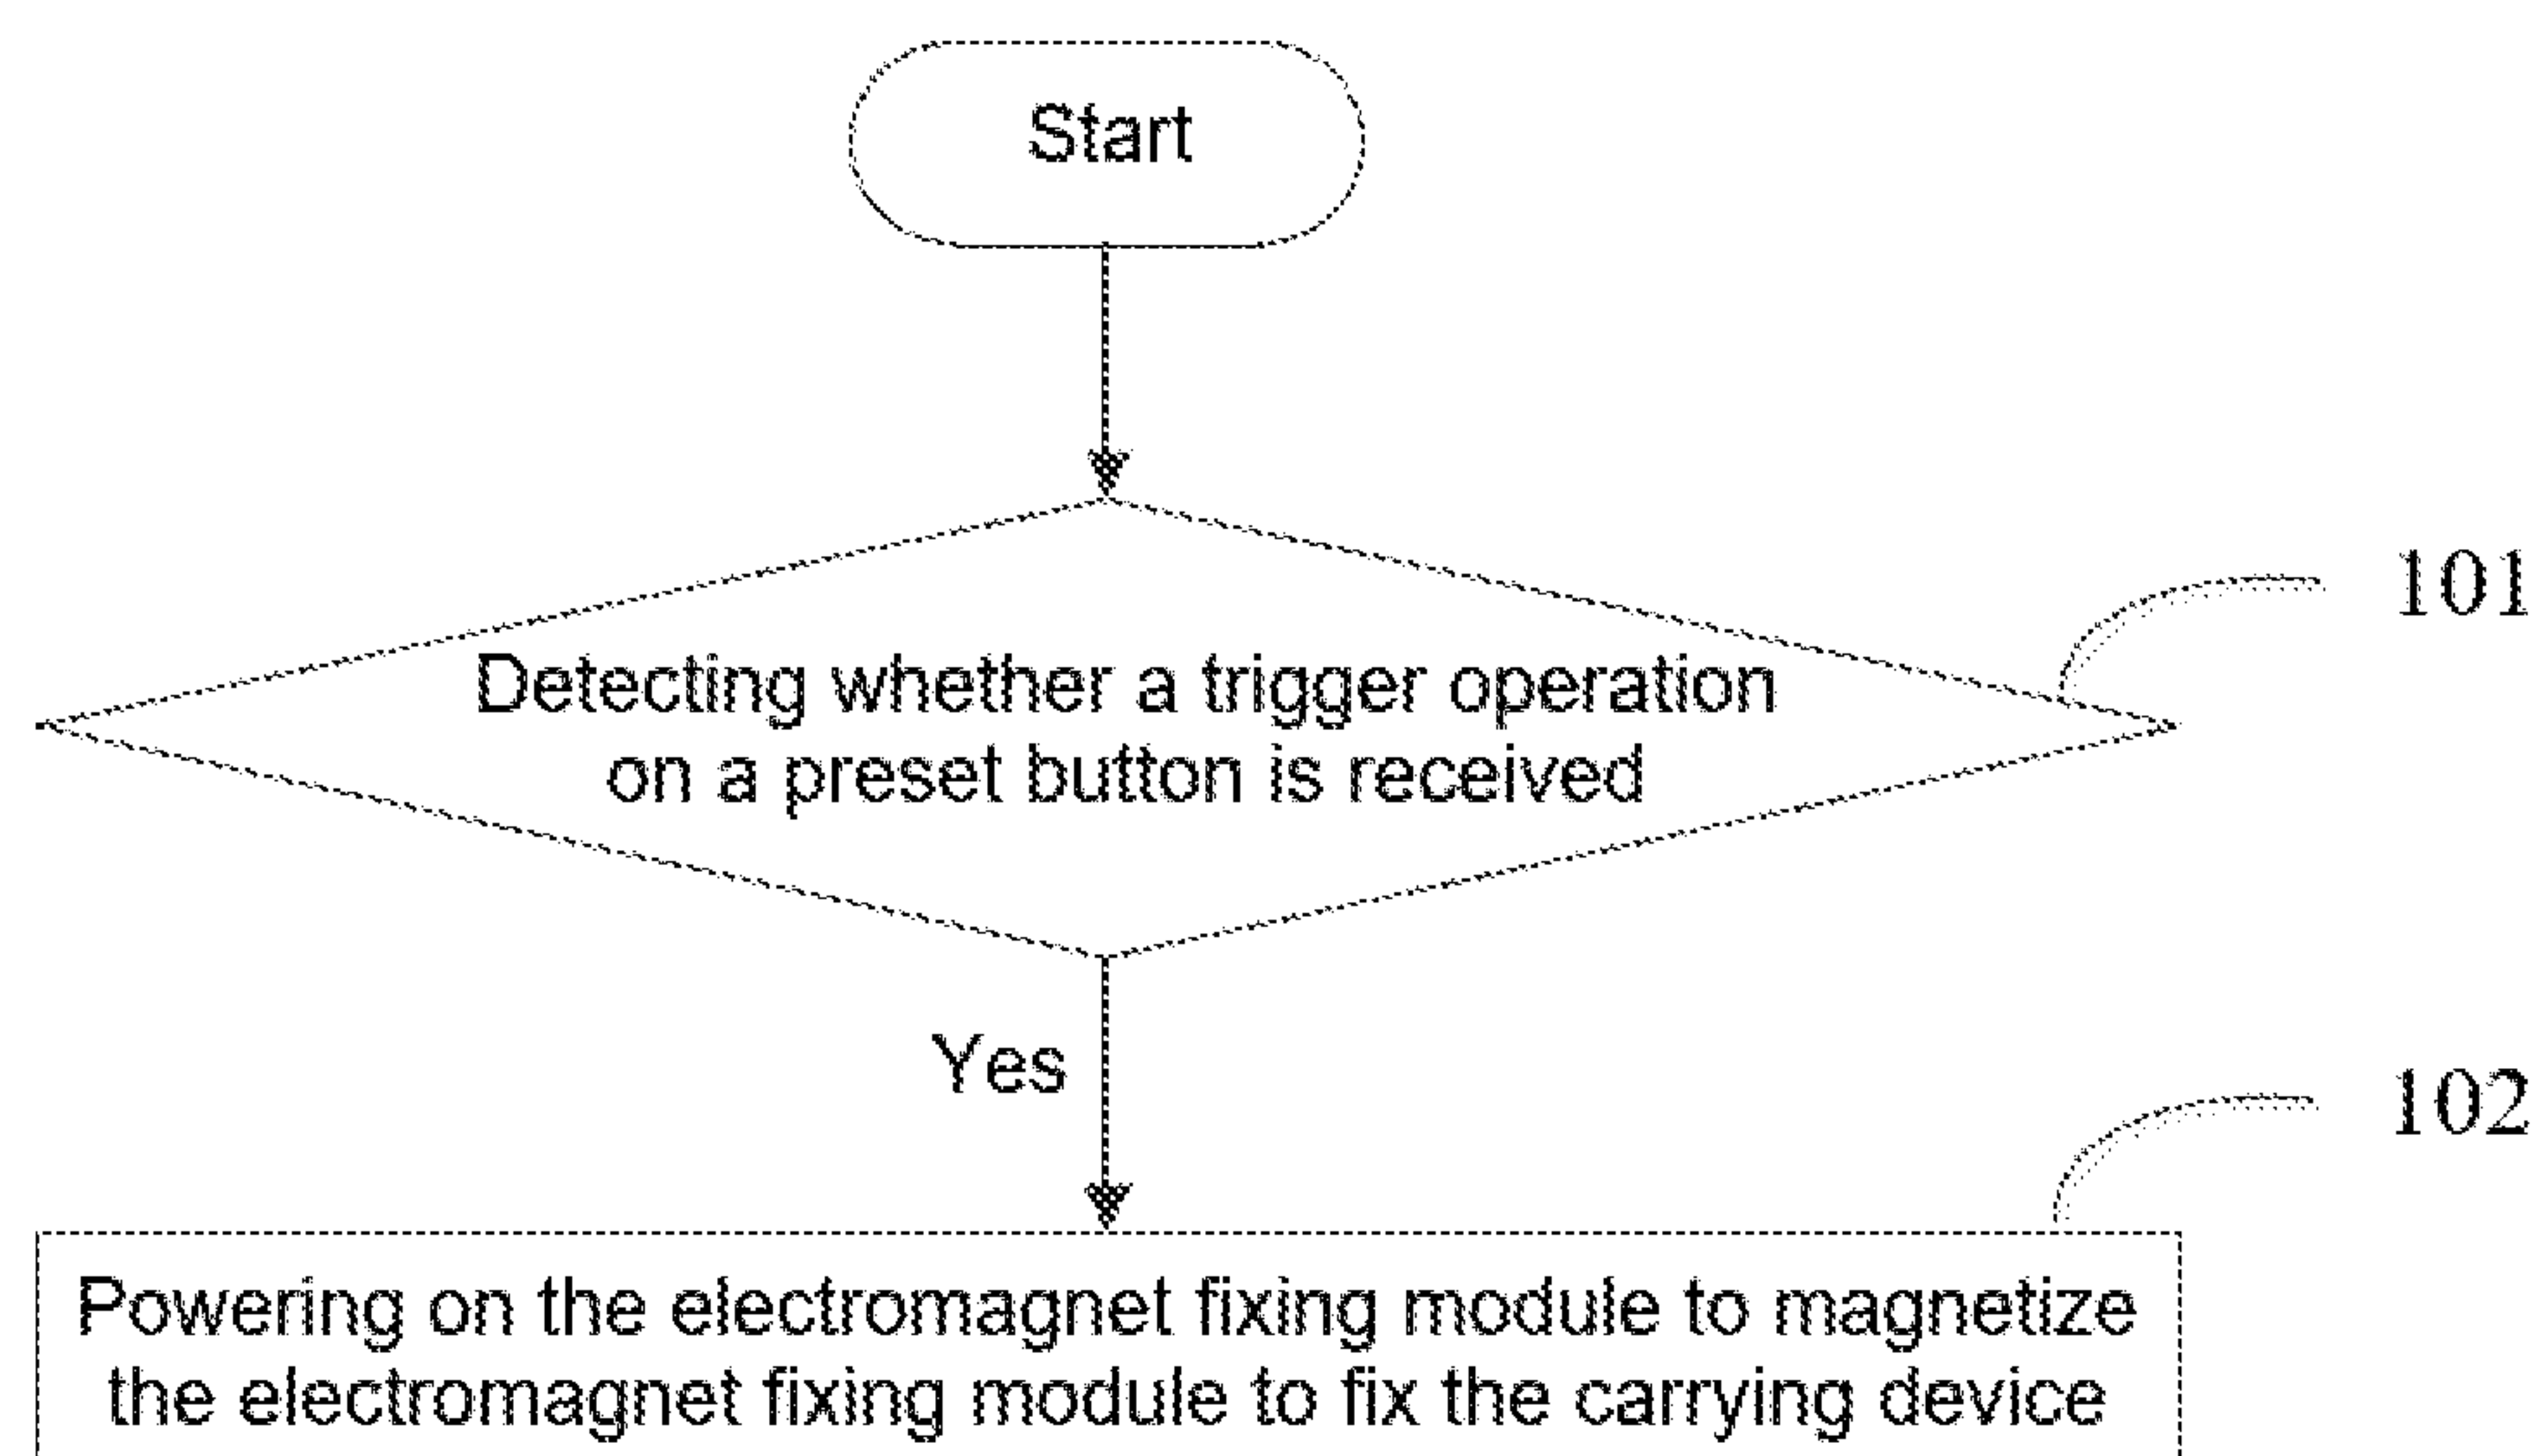 Start
101
Detecting whether a trigger operation
on a preset button is received
Yes
102
Powering on the electromagnet fixing module to magnetize
the electromagnet fixing module to fix the carrying device